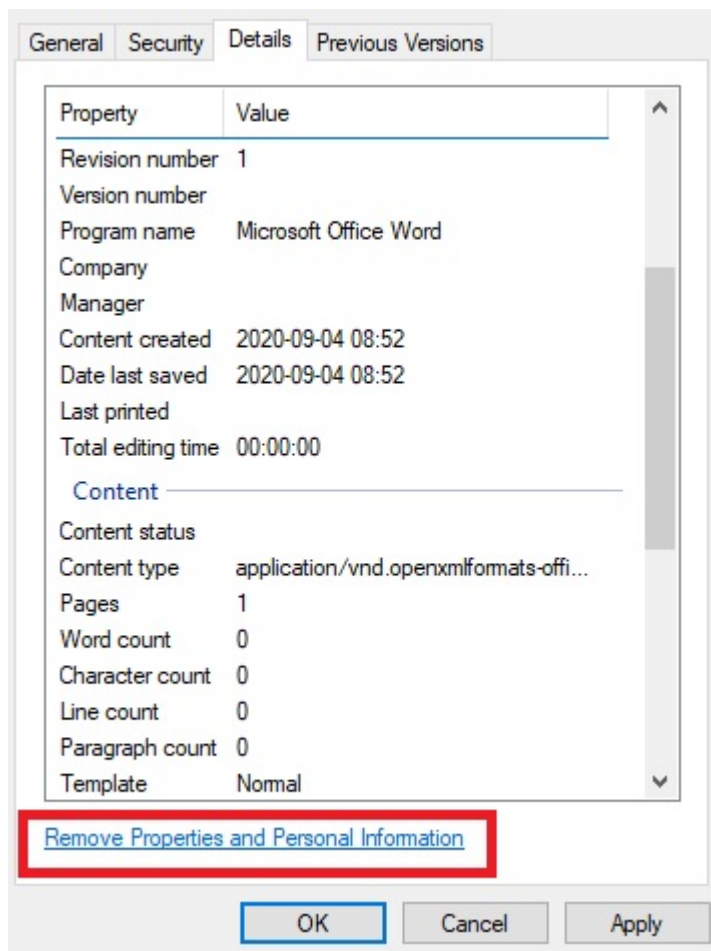 General Security Details Previous Versions
Property Value
Revision number 1
Version number
Program name Microsoft Office Word
Company
Manager
Content created 2020-09-04 08:52
Date last saved 2020-09-04 08:52
Last printed
Total editing time 00:00:00
Content
Content status
Content type application/vnd.openxmlformats-offi...
Pages 1
Word count 0
Character count 0
Line count 0
Paragraph count 0
Template Normal
Remove Properties and Personal Information
OK Cancel Apply